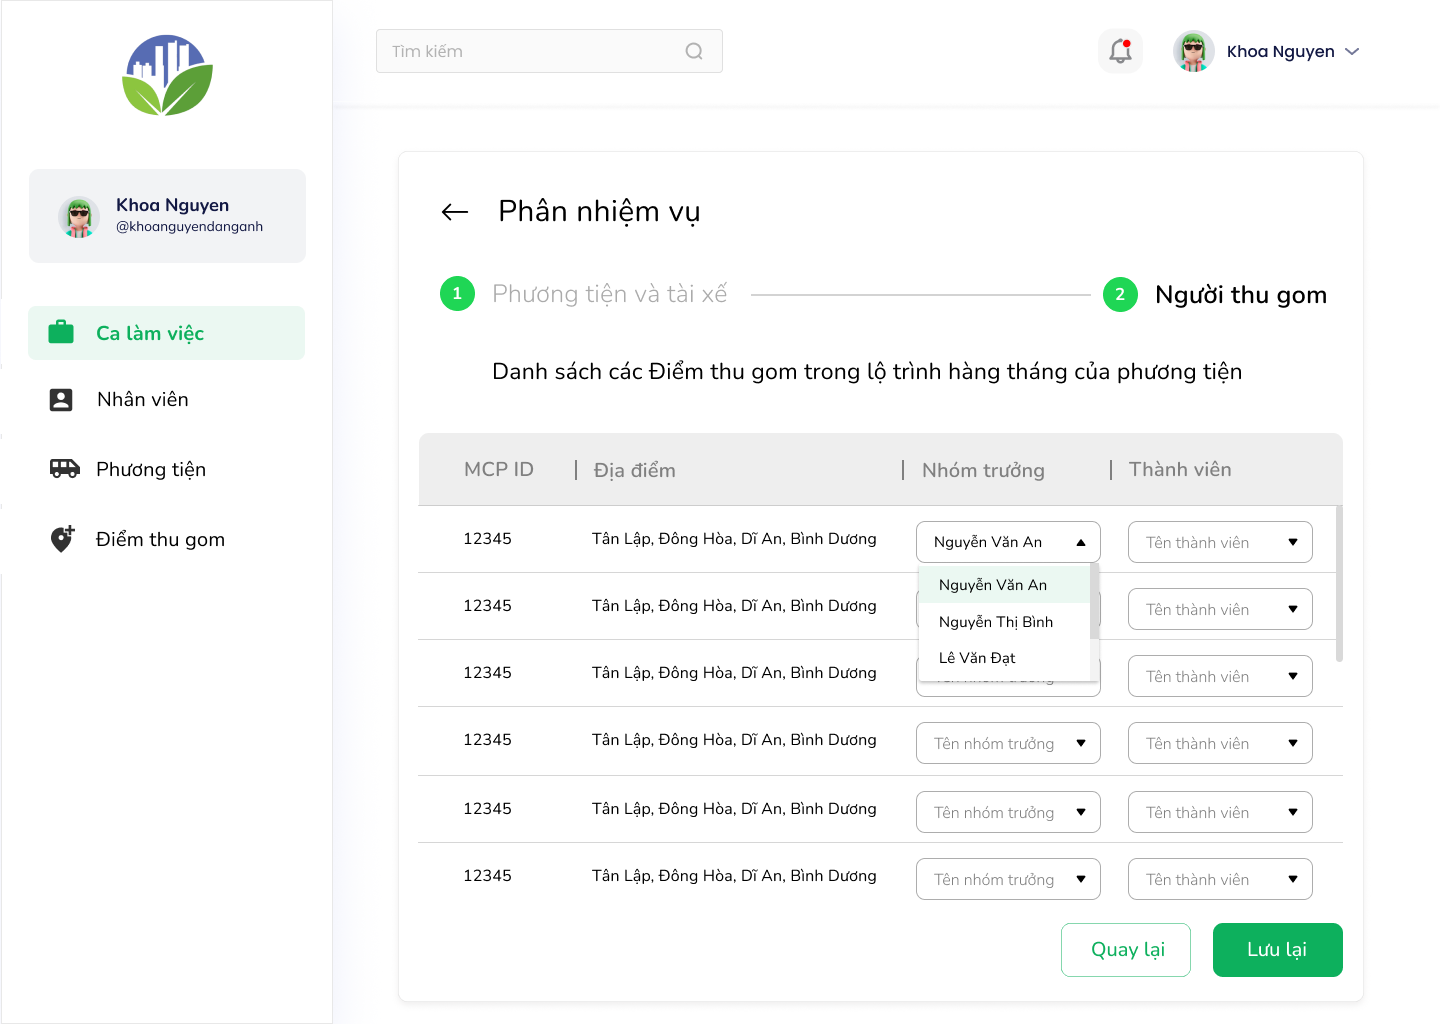 Tìm kiếm
Khoa Nguyen
Khoa Nguyen
@khoanguyendanganh
Ca làm việc
Nhân viên
Phương tiện
Điểm thu gom
Phân nhiệm vụ
1 Phương tiện và tài xế 2 Người thu gom
Danh sách các Điểm thu gom trong lộ trình hàng tháng của phương tiện
MCP ID | Địa điểm | Nhóm trưởng | Thành viên
12345 Tân Lập, Đông Hòa, Dĩ An, Bình Dương Nguyễn Văn An Tên thành viên
Nguyễn Văn An
12345 Tân Lập, Đông Hòa, Dĩ An, Bình Dương Tên thành viên
Nguyễn Thị Bình
Lê Văn Đạt
12345 Tân Lập, Đông Hòa, Dĩ An, Bình Dương Tên nhóm trưởng Tên thành viên
12345 Tân Lập, Đông Hòa, Dĩ An, Bình Dương Tên nhóm trưởng Tên thành viên
12345 Tân Lập, Đông Hòa, Dĩ An, Bình Dương Tên nhóm trưởng Tên thành viên
12345 Tân Lập, Đông Hòa, Dĩ An, Bình Dương Tên nhóm trưởng Tên thành viên
Quay lại
Lưu lại